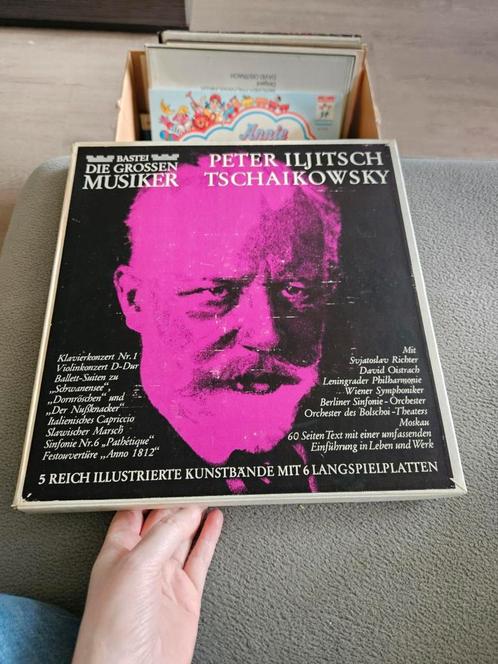 DAVID OISTRACH
Annie
BASTEI
DIE GROSSEN
MUSIKER
PETER ILJITSCH
TSCHAIKOWSKY
Klavierkonzert Nr. 1
Violinkonzert D-Dur
Ballett-Suiten zu
„Schwanensee",
„Dornröschen" und
„Der Nußknacker"
Italienisches Capriccio
Slawischer Marsch
Sinfonie Nr. 6 „Pathétique"
Festouvertüre „Anno 1812"
Mit
Svjatoslav Richter
David Oistrach
Leningrader Philharmonie
Wiener Symphoniker
Berliner Sinfonie-Orchester
Orchester des Bolschoi-Theaters
Moskau
60 Seiten Text mit einer umfassenden
Einführung in Leben und Werk
5 REICH ILLUSTRIERTE KUNSTBÄNDE MIT 6 LANGSPIELPLATTEN